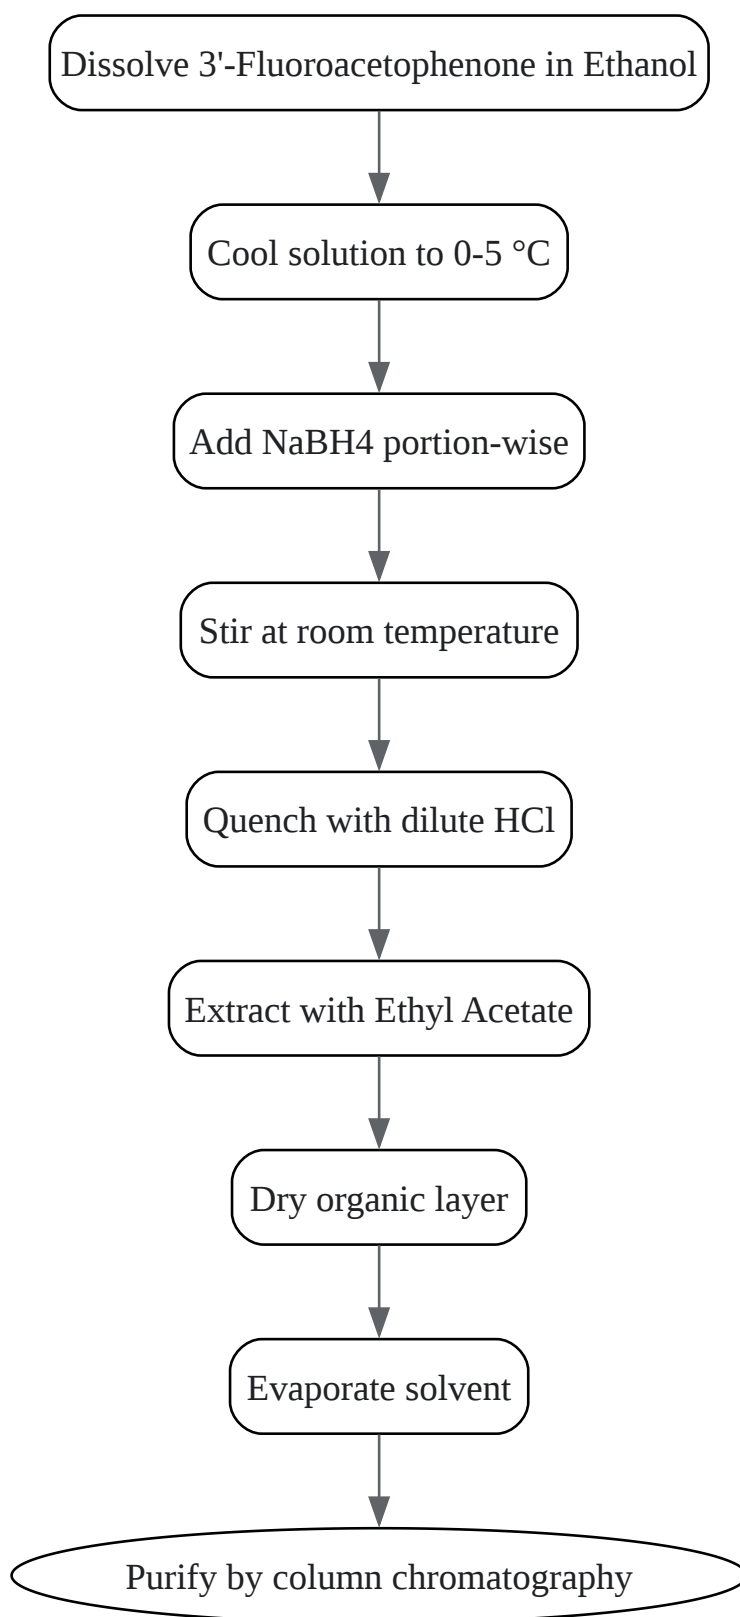 Dissolve 3'-Fluoroacetophenone in Ethanol
Cool solution to 0-5 °C
Add NaBH4 portion-wise
Stir at room temperature
Quench with dilute HCl
Extract with Ethyl Acetate
Dry organic layer
Evaporate solvent
Purify by column chromatography